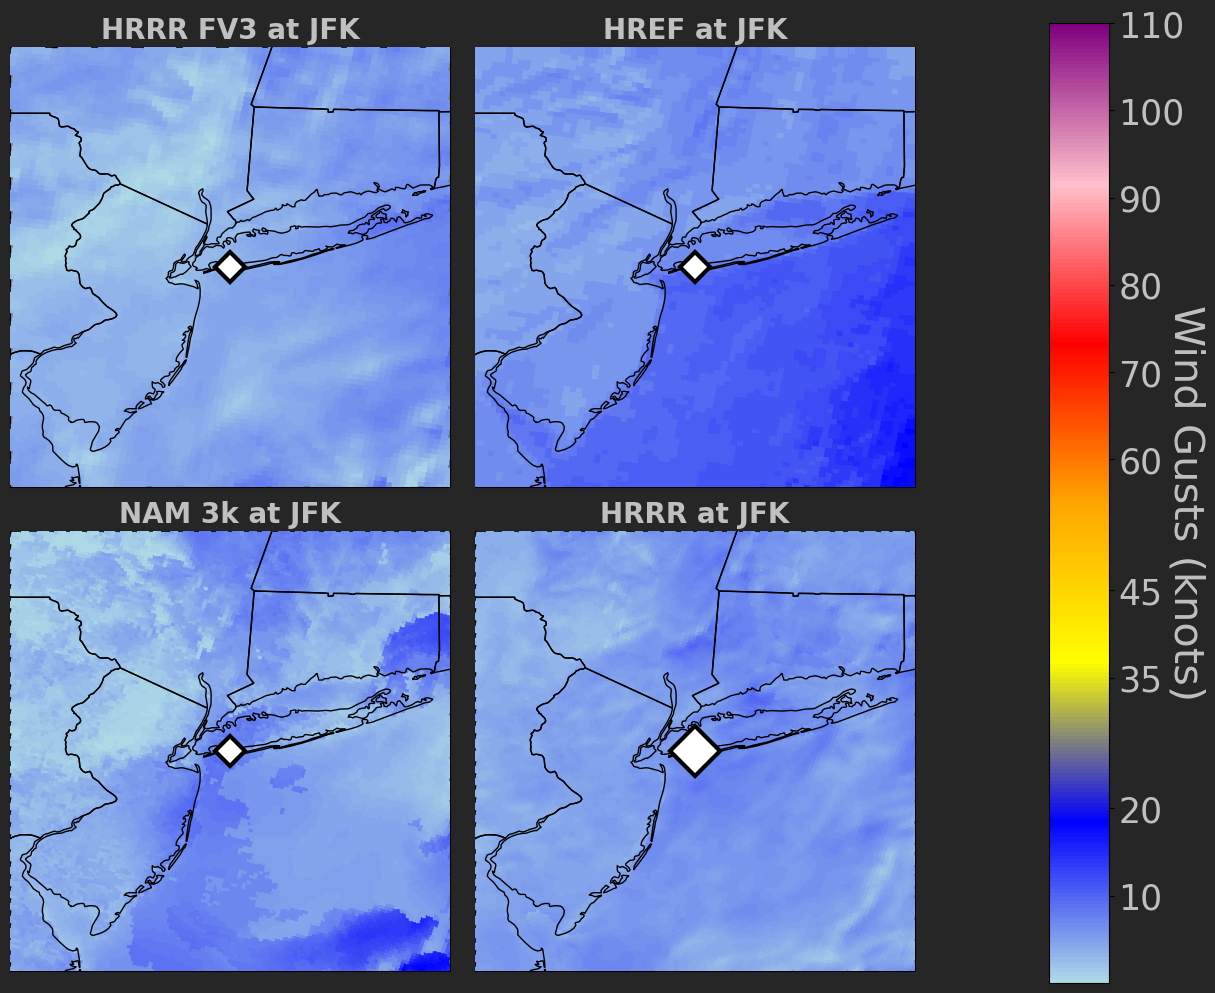 HRRR FV3 at JFK
HREF at JFK
NAM 3k at JFK
HRRR at JFK
110
100
90
80
70
60
45
35
20
10
Wind Gusts (knots)